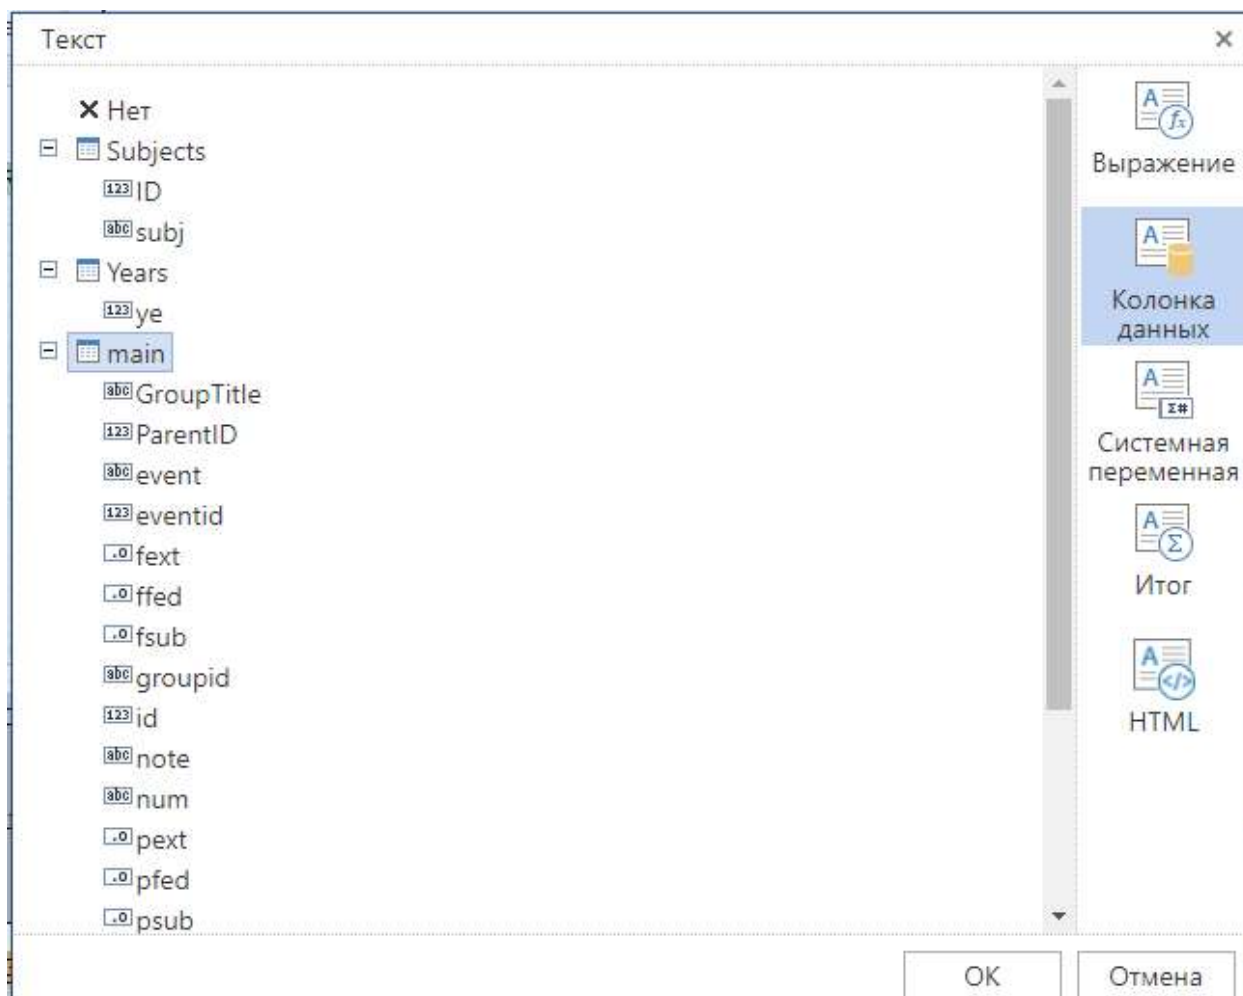 Текст
Нет
Subjects
ID
subj
Years
ye
main
GroupTitle
ParentID
event
eventid
fext
ffed
fsub
groupid
id
note
num
pext
pfed
psub
Выражение
Колонка
данных
Системная
переменная
Итог
HTML
OK
Отмена